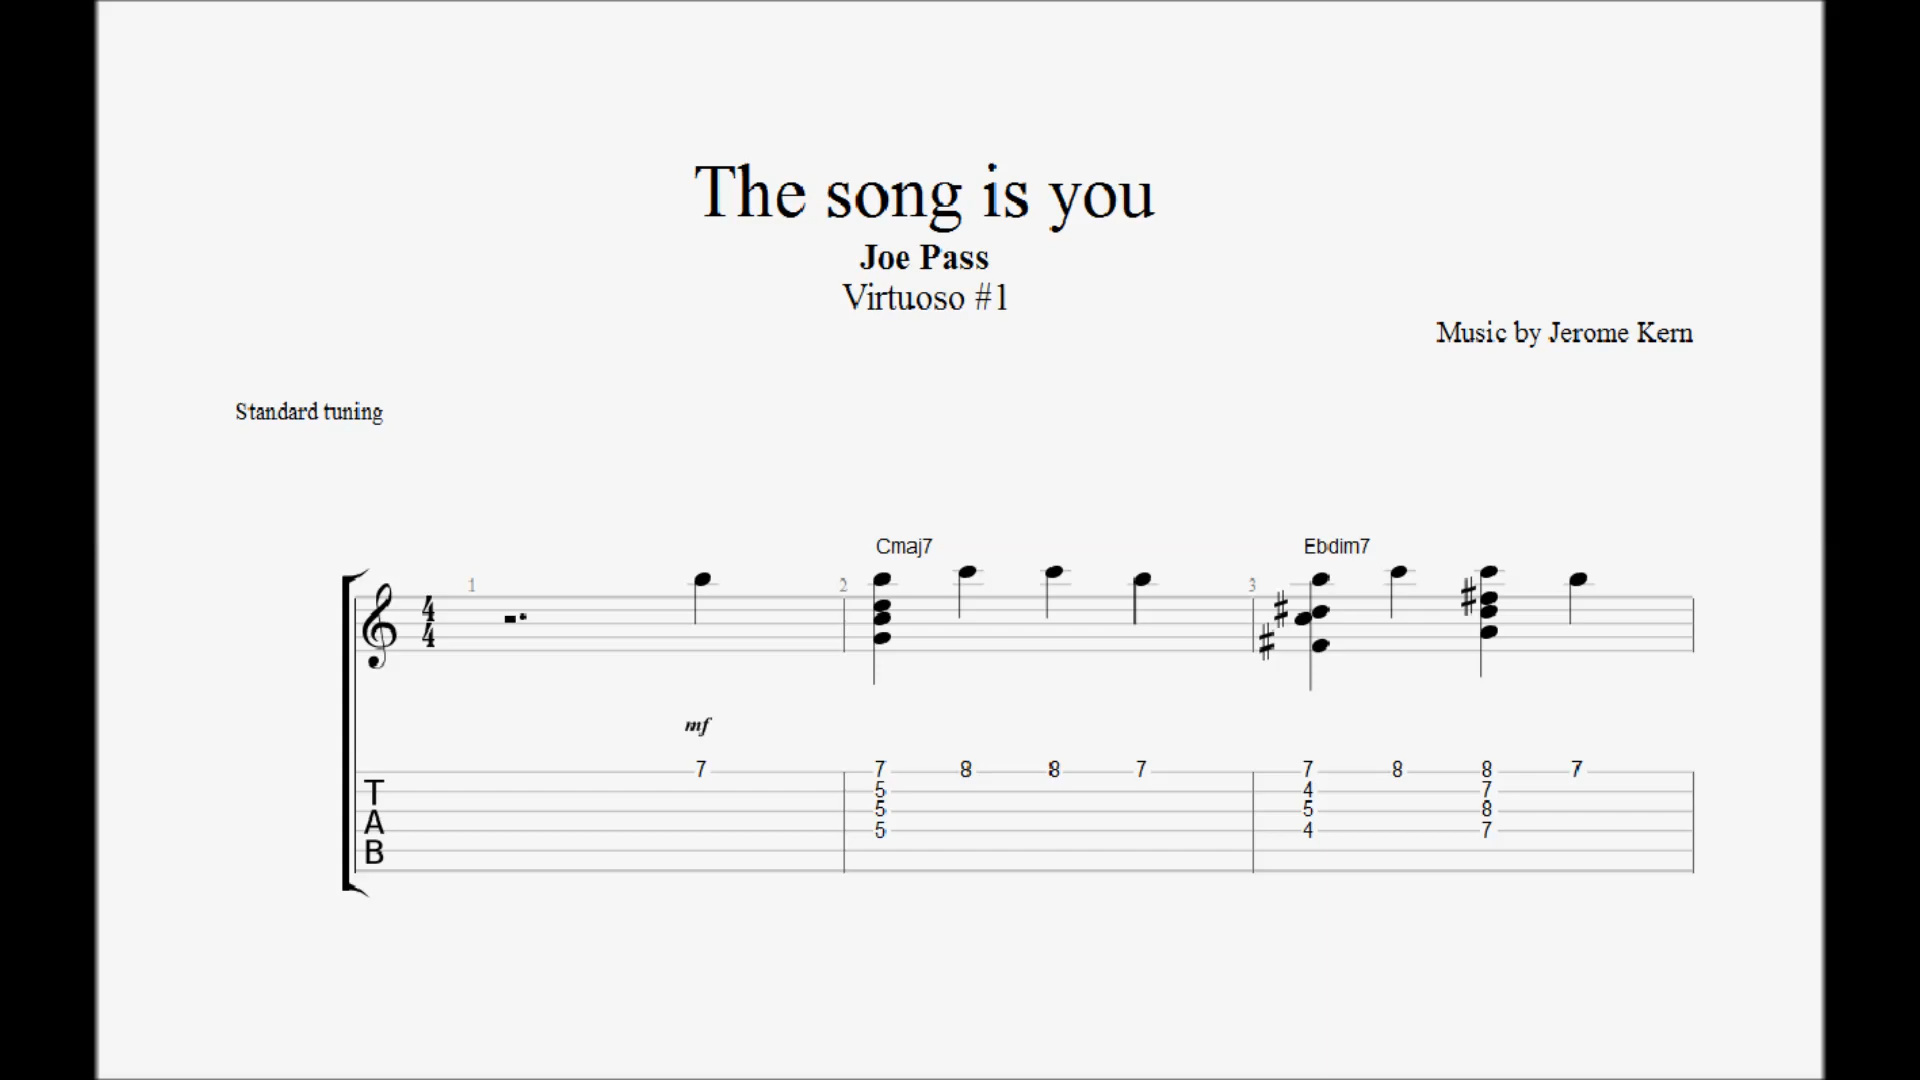 The song is you
Joe Pass
Virtuoso #1
Music by Jerome Kern
Standard tuning
Cmaj7 Ebdim7
1 2 3
4
4
mf
7 7 8 8 7 7 8 8 7
T 5 4 7
A 5 5 8
B 5 4 7